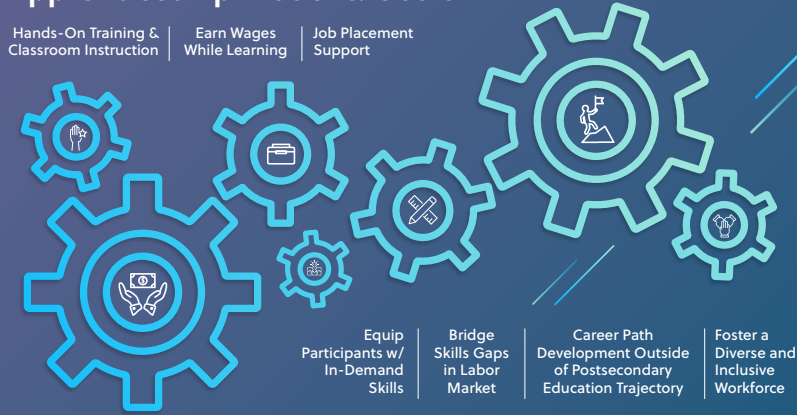 Hands-On Training &
Classroom Instruction
Earn Wages
While Learning
Job Placement
Support
Equip
Participants w/
In-Demand
Skills
Bridge
Skills Gaps
in Labor
Market
Career Path
Development Outside
of Postsecondary
Education Trajectory
Foster a
Diverse and
Inclusive
Workforce